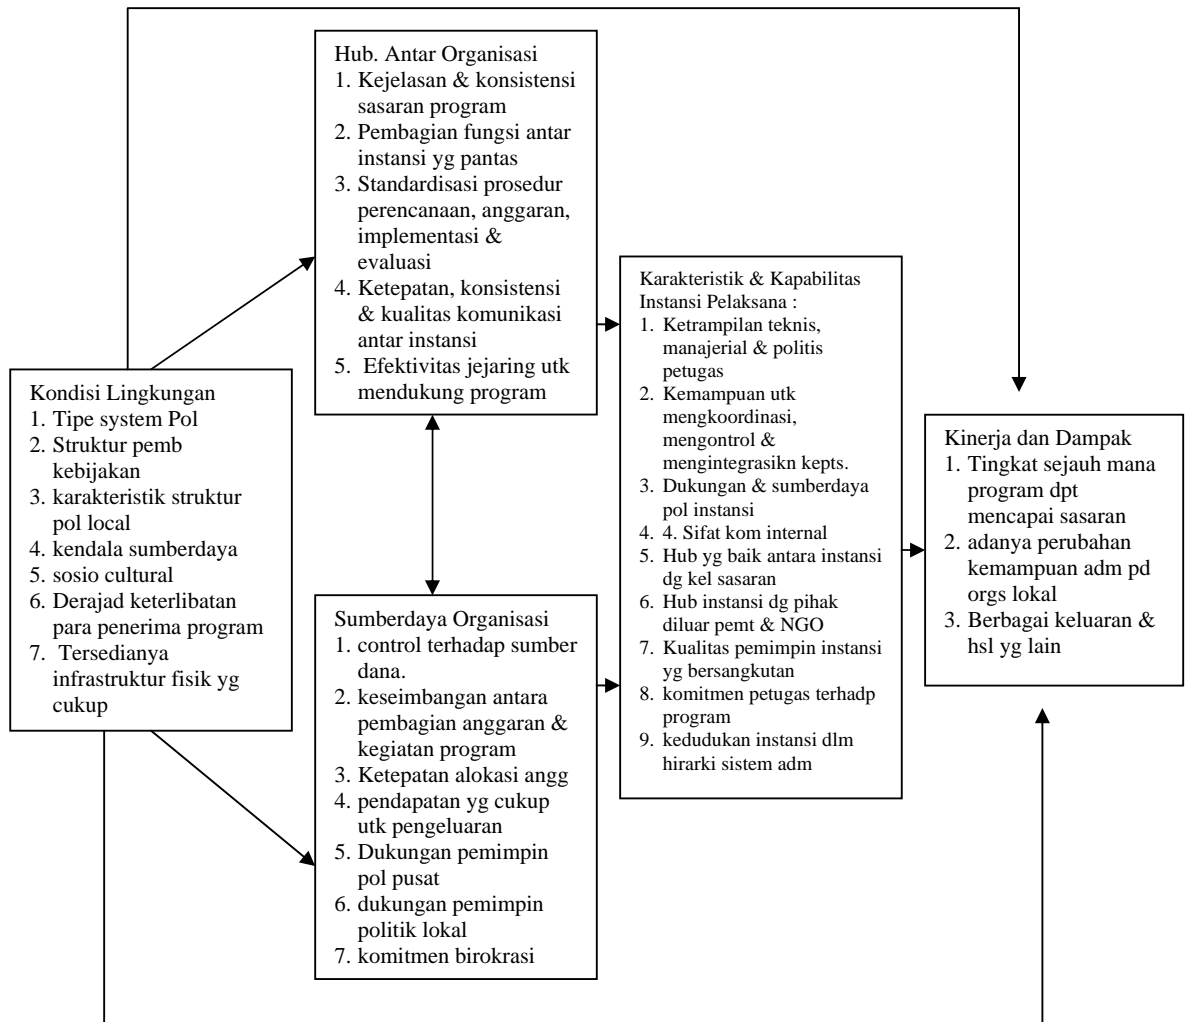 Hub. Antar Organisasi
1. Kejelasan & konsistensi
sasaran program
2. Pembagian fungsi antar
instansi yg pantas
3. Standardisasi prosedur
perencanaan, anggaran,
implementasi &
evaluasi
4. Ketepatan, konsistensi
& kualitas komunikasi
antar instansi
5. Efektivitas jejaring utk
mendukung program
Kondisi Lingkungan
1. Tipe system Pol
2. Struktur pemb
kebijakan
3. karakteristik struktur
pol local
4. kendala sumberdaya
5. sosio cultural
6. Derajad keterlibatan
para penerima program
7. Tersedianya
infrastruktur fisik yg
cukup
Sumberdaya Organisasi
1. control terhadap sumber
dana.
2. keseimbangan antara
pembagian anggaran &
kegiatan program
3. Ketepatan alokasi angg
4. pendapatan yg cukup
utk pengeluaran
5. Dukungan pemimpin
pol pusat
6. dukungan pemimpin
politik lokal
7. komitmen birokrasi
Karakteristik & Kapabilitas
Instansi Pelaksana :
1. Ketrampilan teknis,
manajerial & politis
petugas
2. Kemampuan utk
mengkoordinasi,
mengontrol &
mengintegrasikn kepts.
3. Dukungan & sumberdaya
pol instansi
4. 4. Sifat kom internal
5. Hub yg baik antara instansi
dg kel sasaran
6. Hub instansi dg pihak
diluar pemt & NGO
7. Kualitas pemimpin instansi
yg bersangkutan
8. komitmen petugas terhadp
program
9. kedudukan instansi dlm
hirarki sistem adm
Kinerja dan Dampak
1. Tingkat sejauh mana
program dpt
mencapai sasaran
2. adanya perubahan
kemampuan adm pd
orgs lokal
3. Berbagai keluaran &
hsl yg lain